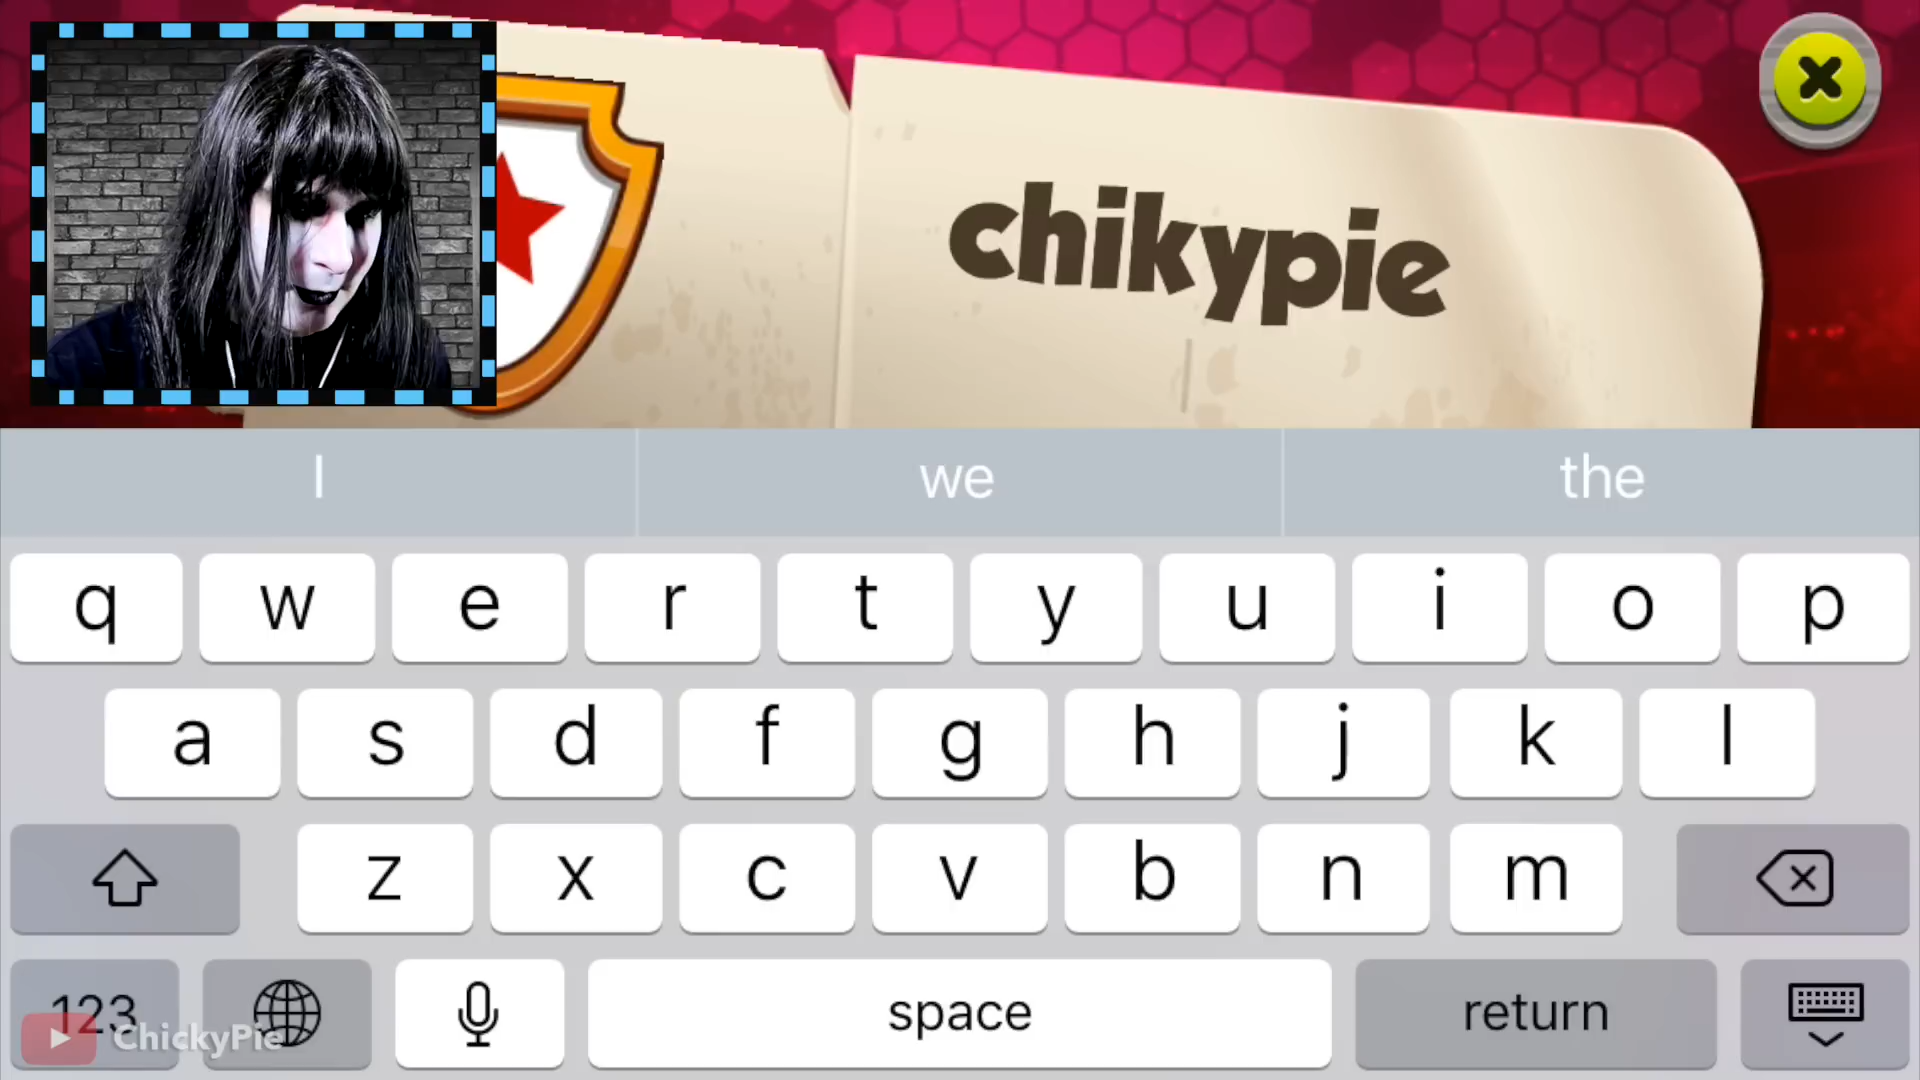 chikypie
I we the
q w e r t y u i o p
a s d f g h j k l
z x c v b n m
123 space return
ChickyPie